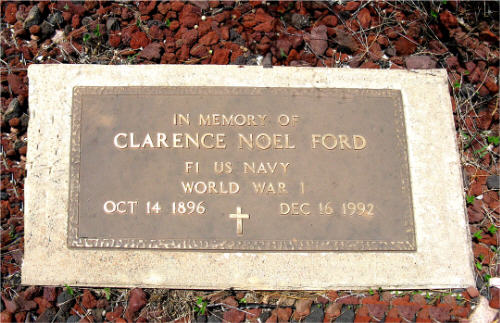 IN MEMORY OF
CLARENCE NOEL FORD
F1 US NAVY
WORLD WAR I
OCT 14 1896 DEC 16 1992